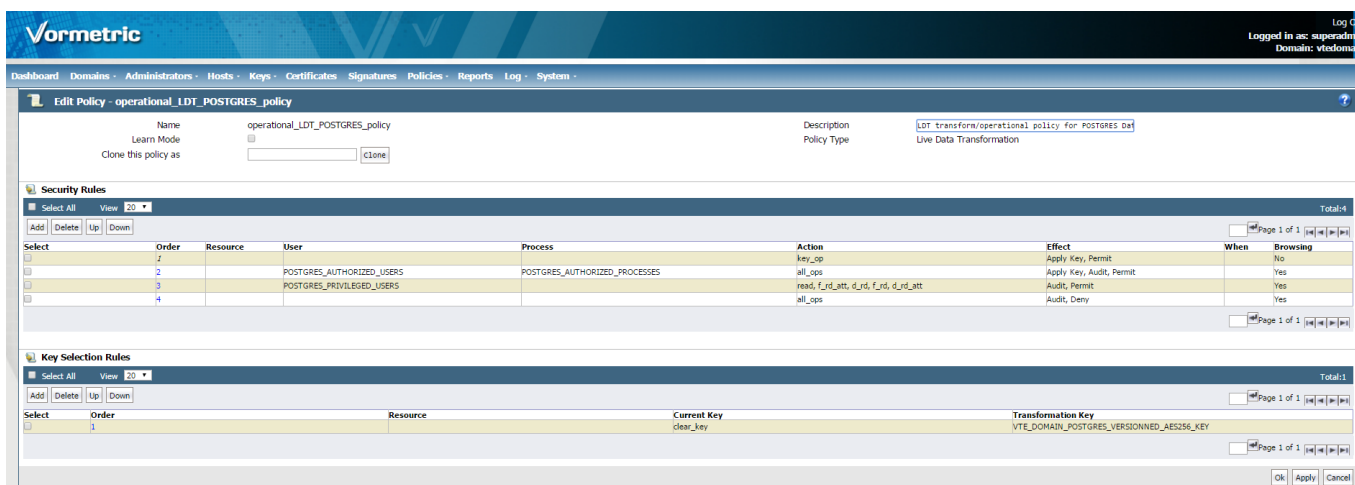 Vormetric
Log O
Logged in as: superadm
Domain: vtedoma
Dashboard Domains Administrators Hosts Keys Certificates Signatures Policies Reports Log System
Edit Policy - operational_LDT_POSTGRES_policy
Name operational_LDT_POSTGRES_policy Description LDT transform/operational policy for POSTGRES Dat
Learn Mode Policy Type Live Data Transformation
Clone this policy as Clone
Security Rules
Select All View 20 Total:4
Add Delete Up Down Page 1 of 1
Select Order Resource User Process Action Effect When Browsing
1 key_op Apply Key, Permit No
2 POSTGRES_AUTHORIZED_USERS POSTGRES_AUTHORIZED_PROCESSES all_ops Apply Key, Audit, Permit Yes
3 POSTGRES_PRIVILEGED_USERS read, f_rd_att, d_rd, f_rd, d_rd_att Audit, Permit Yes
4 all_ops Audit, Deny Yes
Page 1 of 1
Key Selection Rules
Select All View 20 Total:1
Add Delete Up Down Page 1 of 1
Select Order Resource Current Key Transformation Key
1 clear_key VTE_DOMAIN_POSTGRES_VERSIONNED_AES256_KEY
Page 1 of 1
Ok Apply Cancel